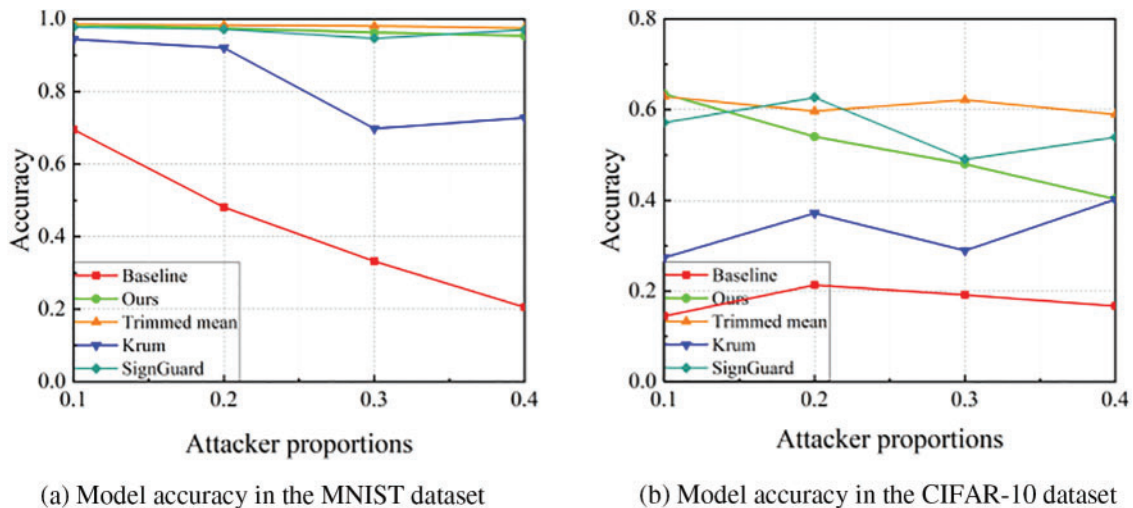 1.0
0.8
0.6
0.4
0.2
0.0
Accuracy
Baseline
Ours
Trimmed mean
Krum
SignGuard
0.1 0.2 0.3 0.4
Attacker proportions
(a) Model accuracy in the MNIST dataset
0.8
0.6
0.4
0.2
0.0
Accuracy
Baseline
Ours
Trimmed mean
Krum
SignGuard
0.1 0.2 0.3 0.4
Attacker proportions
(b) Model accuracy in the CIFAR-10 dataset